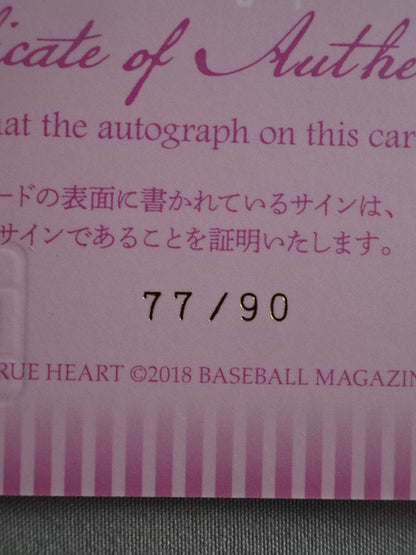 icate of Authe
at the autograph on this car
ードの表面に書かれているサインは、
サインであることを証明いたします。
77/90
RUE HEART ©2018 BASEBALL MAGAZIN